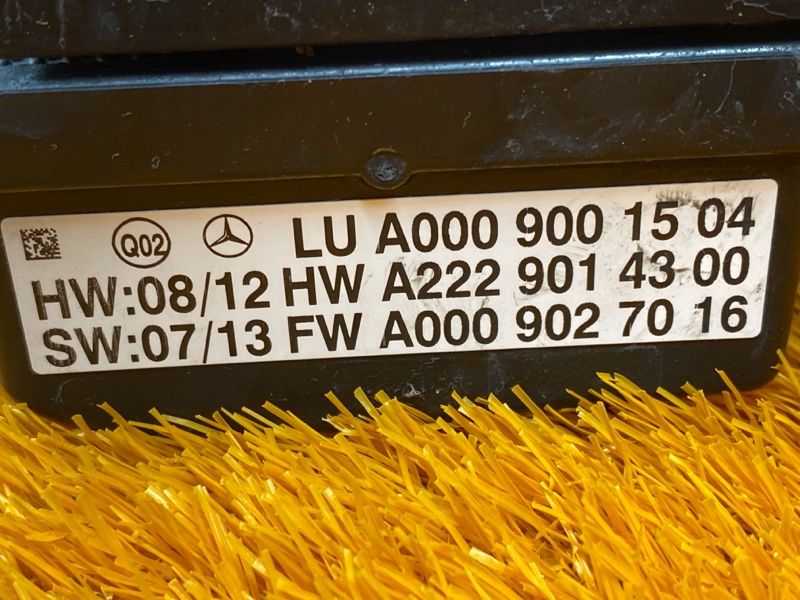 Q02 LU A000 900 15 04
HW:08/12 HW A222 901 43 00
SW:07/13 FW A000 902 70 16